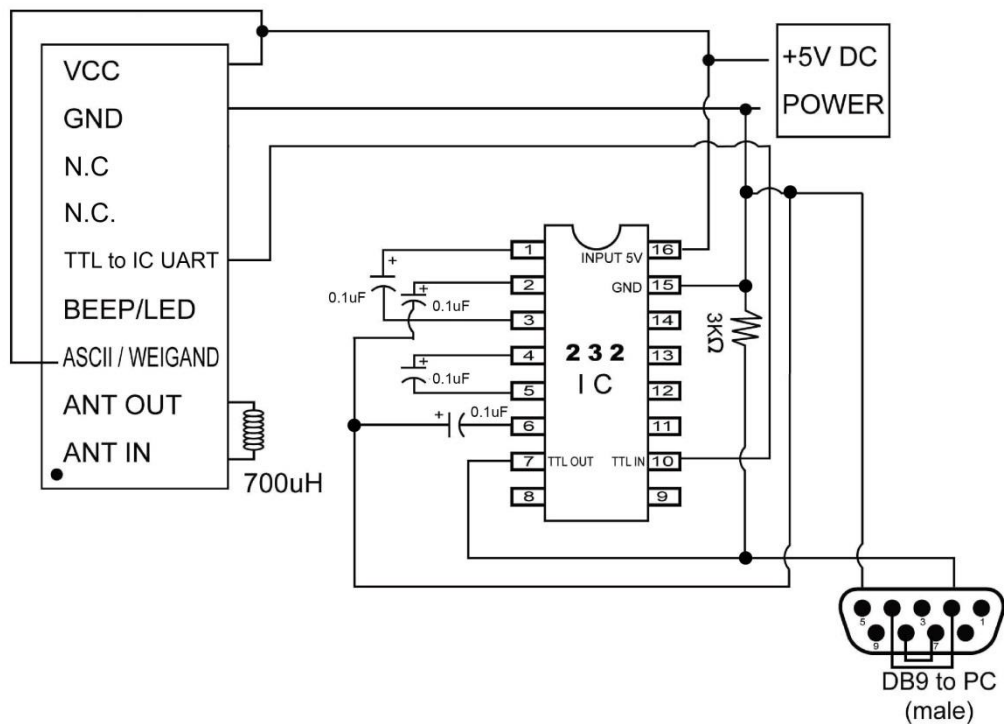 VCC
GND
N.C
N.C.
TTL to IC UART
BEEP/LED
ASCII / WEIGAND
ANT OUT
ANT IN
700uH
+5V DC
POWER
+
0.1uF
+
0.1uF
+
0.1uF
+
0.1uF
1
2
3
4
5
6
7
8
INPUT 5V
GND
232
IC
TTL OUT
TTL IN
16
15
14
13
12
11
10
9
3KΩ
5
3
1
9
7
DB9 to PC
(male)